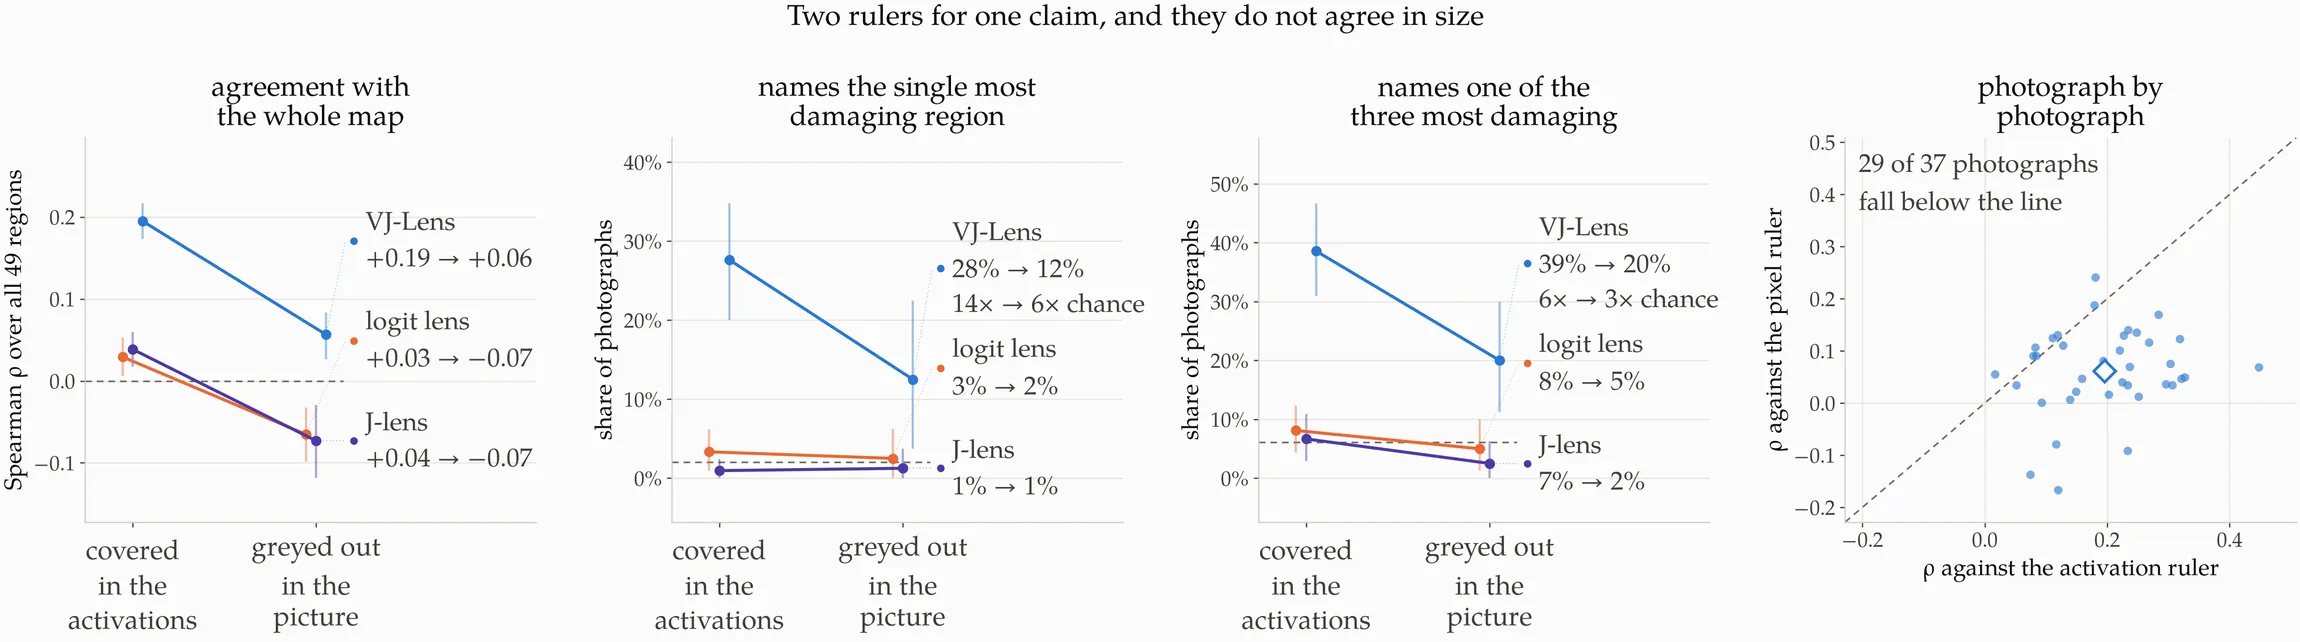 Two rulers for one claim, and they do not agree in size
agreement with
the whole map
Spearman ρ over all 49 regions
0.2
0.1
0.0
−0.1
VJ-Lens
+0.19 → +0.06
logit lens
+0.03 → −0.07
J-lens
+0.04 → −0.07
covered
in the
activations
greyed out
in the
picture
names the single most
damaging region
share of photographs
40%
30%
20%
10%
0%
VJ-Lens
28% → 12%
14× → 6× chance
logit lens
3% → 2%
J-lens
1% → 1%
covered
in the
activations
greyed out
in the
picture
names one of the
three most damaging
share of photographs
50%
40%
30%
20%
10%
0%
VJ-Lens
39% → 20%
6× → 3× chance
logit lens
8% → 5%
J-lens
7% → 2%
covered
in the
activations
greyed out
in the
picture
photograph by
photograph
ρ against the pixel ruler
0.5
0.4
0.3
0.2
0.1
0.0
−0.1
−0.2
29 of 37 photographs
fall below the line
−0.2
0.0
0.2
0.4
ρ against the activation ruler